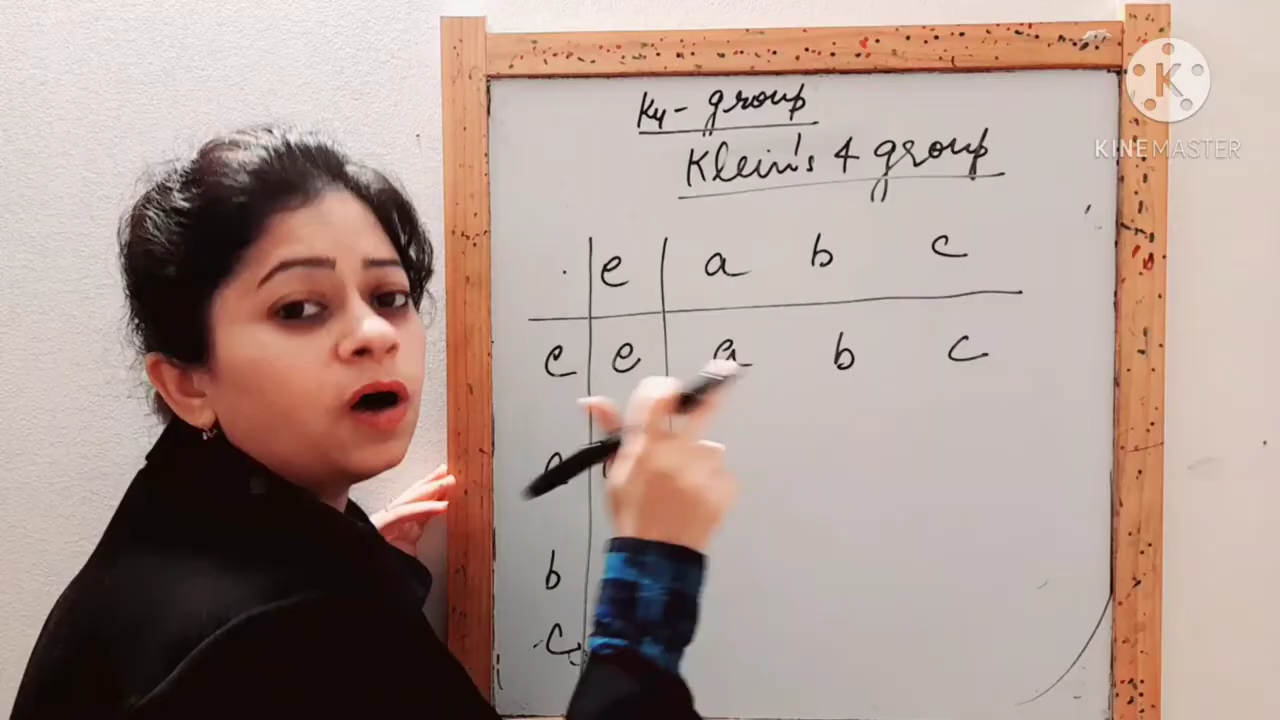 K4- group
Klein's 4 group
. e a b c
e e a b c
a
b
c
K
KINEMASTER